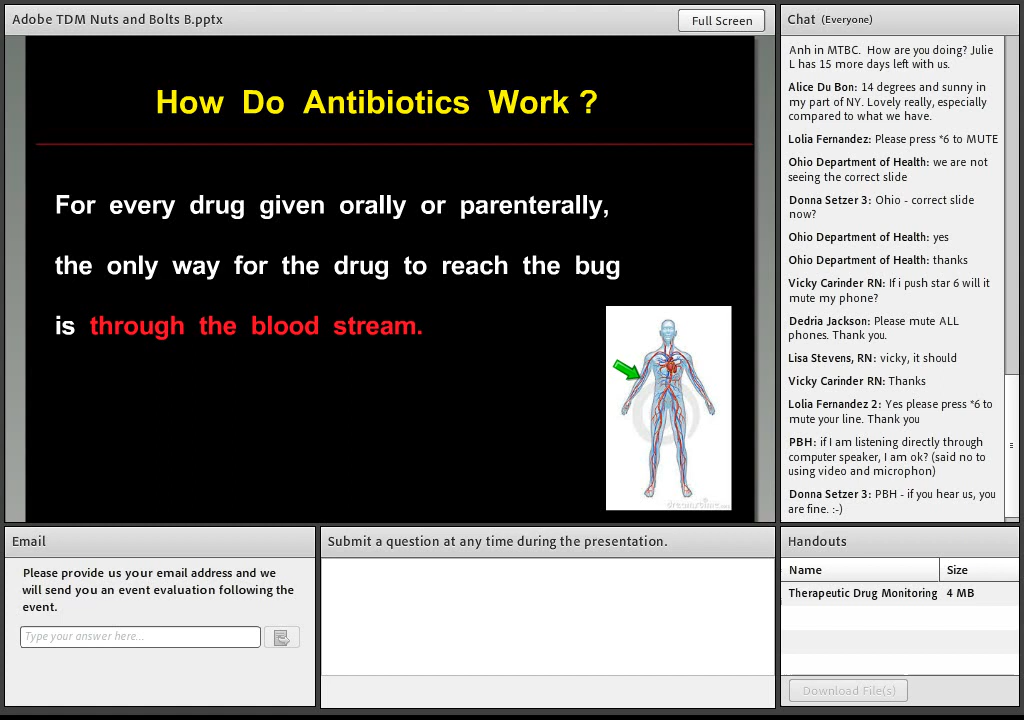 Adobe TDM Nuts and Bolts B.pptx
Full Screen
How Do Antibiotics Work ?
For every drug given orally or parenterally,
the only way for the drug to reach the bug
is through the blood stream.
dreamstime
Chat (Everyone)
Anh in MTBC. How are you doing? Julie
L has 15 more days left with us.
Alice Du Bon: 14 degrees and sunny in
my part of NY. Lovely really, especially
compared to what we have.
Lolia Fernandez: Please press *6 to MUTE
Ohio Department of Health: we are not
seeing the correct slide
Donna Setzer 3: Ohio - correct slide
now?
Ohio Department of Health: yes
Ohio Department of Health: thanks
Vicky Carinder RN: If i push star 6 will it
mute my phone?
Dedria Jackson: Please mute ALL
phones. Thank you.
Lisa Stevens, RN: vicky, it should
Vicky Carinder RN: Thanks
Lolia Fernandez 2: Yes please press *6 to
mute your line. Thank you
PBH: if I am listening directly through
computer speaker, I am ok? (said no to
using video and microphon)
Donna Setzer 3: PBH - if you hear us, you
are fine. :-)
Email
Please provide us your email address and we
will send you an event evaluation following the
event.
Type your answer here...
Submit a question at any time during the presentation.
Handouts
Name Size
Therapeutic Drug Monitoring 4 MB
Download File(s)